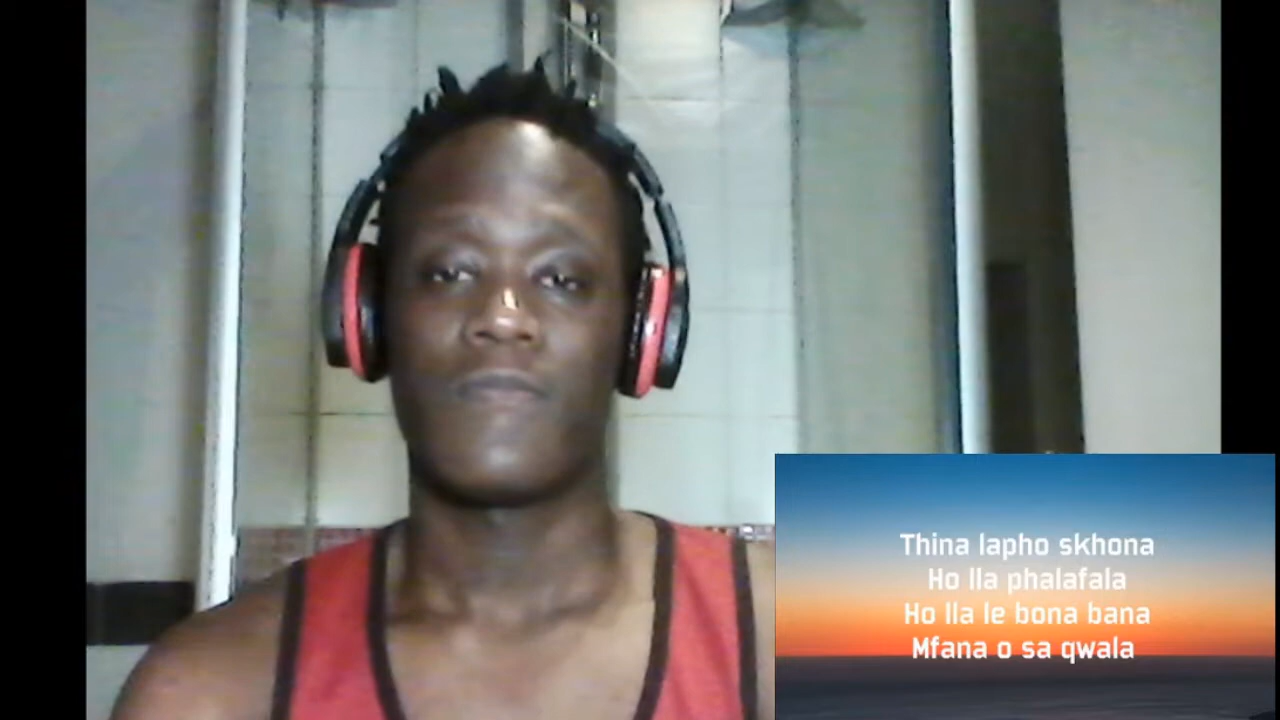 Thina lapho skhona
Ho lla phalafala
Ho lla le bona bana
Mfana o sa qwala